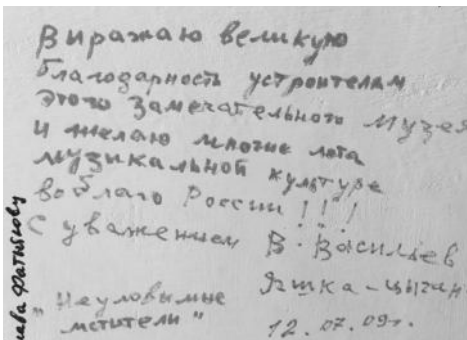 Выражаю великую
благодарность устроителям
этого замечательного музея
и желаю многие лета
музикальной культуре
во благо России!!!
С уважением В. Васильев
Яшка-цыган
"Неуловимые
мстители"
12.07.09г.